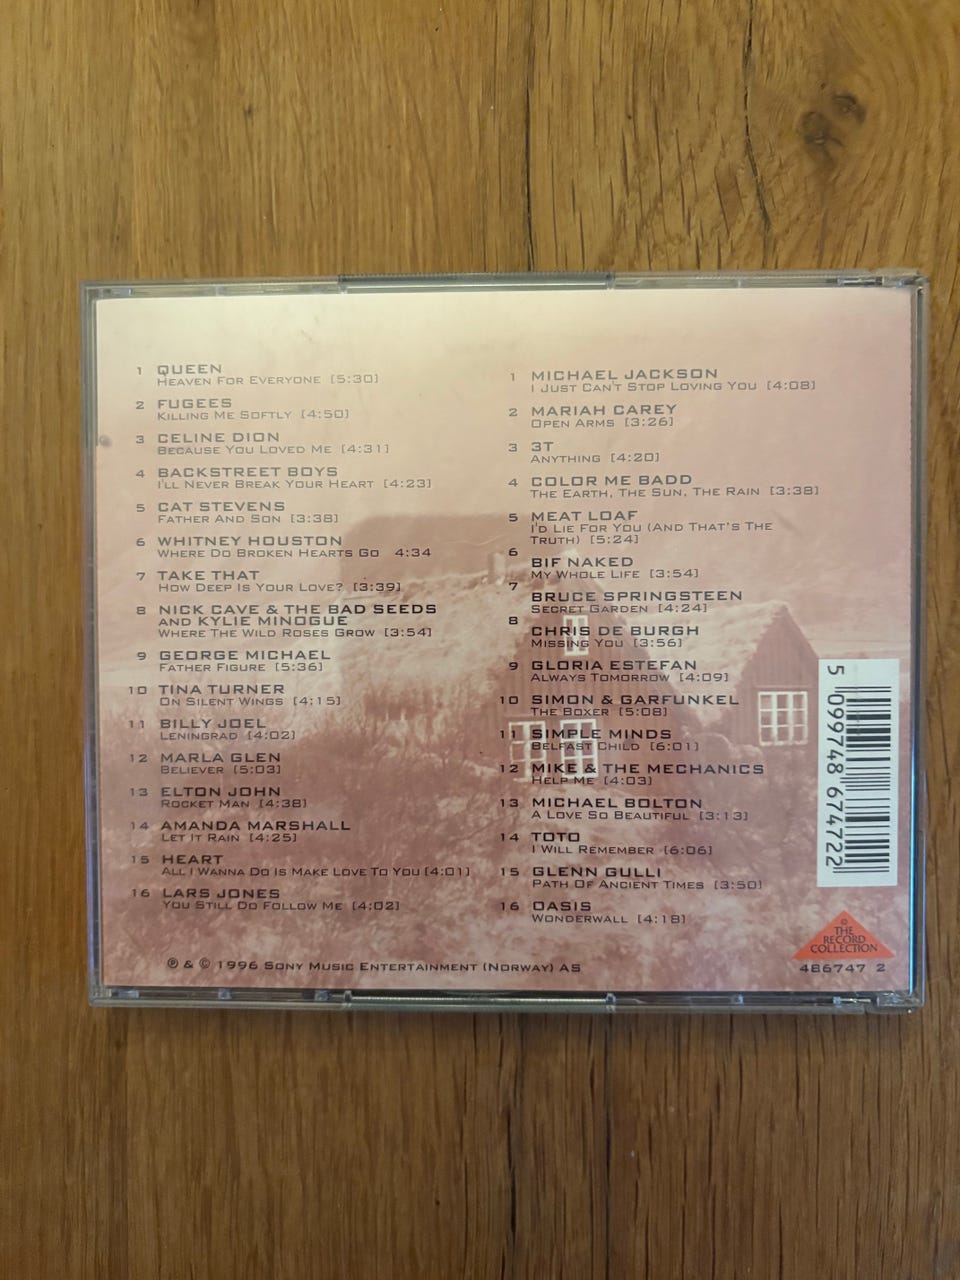 1 QUEEN
HEAVEN FOR EVERYONE [5:30]
2 FUGEES
KILLING ME SOFTLY [4:50]
3 CELINE DION
BECAUSE YOU LOVED ME [4:31]
4 BACKSTREET BOYS
I'LL NEVER BREAK YOUR HEART [4:23]
5 CAT STEVENS
FATHER AND SON [3:38]
6 WHITNEY HOUSTON
WHERE DO BROKEN HEARTS GO 4:34
7 TAKE THAT
HOW DEEP IS YOUR LOVE? [3:39]
8 NICK CAVE & THE BAD SEEDS
AND KYLIE MINOGUE
WHERE THE WILD ROSES GROW [3:54]
9 GEORGE MICHAEL
FATHER FIGURE [5:36]
10 TINA TURNER
ON SILENT WINGS [4:15]
11 BILLY JOEL
LENINGRAD [4:02]
12 MARLA GLEN
BELIEVER [5:03]
13 ELTON JOHN
ROCKET MAN [4:38]
14 AMANDA MARSHALL
LET IT RAIN [4:25]
15 HEART
ALL I WANNA DO IS MAKE LOVE TO YOU [4:01]
16 LARS JONES
YOU STILL DO FOLLOW ME [4:02]
1 MICHAEL JACKSON
I JUST CAN'T STOP LOVING YOU [4:08]
2 MARIAH CAREY
OPEN ARMS [3:26]
3 3T
ANYTHING [4:20]
4 COLOR ME BADD
THE EARTH, THE SUN, THE RAIN [3:38]
5 MEAT LOAF
I'D LIE FOR YOU (AND THAT'S THE
TRUTH) [5:24]
6 BIF NAKED
MY WHOLE LIFE [3:54]
7 BRUCE SPRINGSTEEN
SECRET GARDEN [4:24]
8 CHRIS DE BURGH
MISSING YOU [3:56]
9 GLORIA ESTEFAN
ALWAYS TOMORROW [4:09]
10 SIMON & GARFUNKEL
THE BOXER [5:08]
11 SIMPLE MINDS
BELFAST CHILD [6:01]
12 MIKE & THE MECHANICS
HELP ME [4:03]
13 MICHAEL BOLTON
A LOVE SO BEAUTIFUL [3:13]
14 TOTO
I WILL REMEMBER [6:06]
15 GLENN GULLI
PATH OF ANCIENT TIMES [3:50]
16 OASIS
WONDERWALL [4:18]
℗ & © 1996 SONY MUSIC ENTERTAINMENT (NORWAY) AS
5 099748 674722
©
THE
RECORD
COLLECTION
486747 2